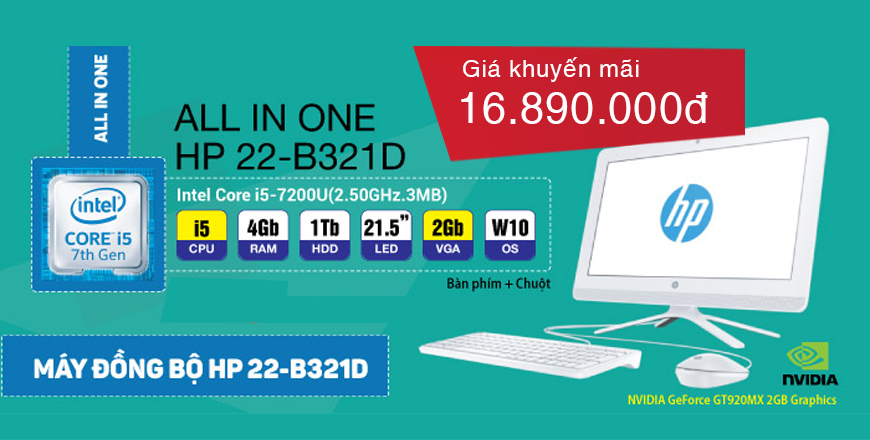 ALL IN ONE
Giá khuyến mãi
16.890.000đ
ALL IN ONE
HP 22-B321D
Intel Core i5-7200U(2.50GHz.3MB)
i5 4Gb 1Tb 21.5” 2Gb W10
CPU RAM HDD LED VGA OS
intel
CORE i5
7th Gen
Bàn phím + Chuột
hp
MÁY ĐỒNG BỘ HP 22-B321D
NVIDIA
NVIDIA GeForce GT920MX 2GB Graphics